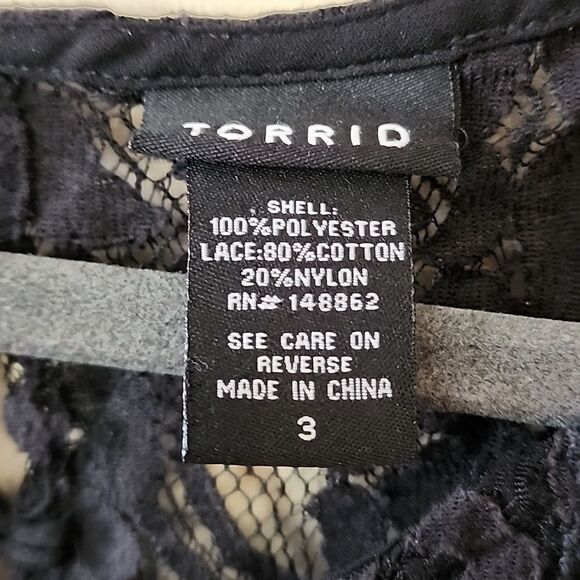 TORRID
SHELL:
100%POLYESTER
LACE:80%COTTON
20%NYLON
RN# 148862
SEE CARE ON
REVERSE
MADE IN CHINA
3